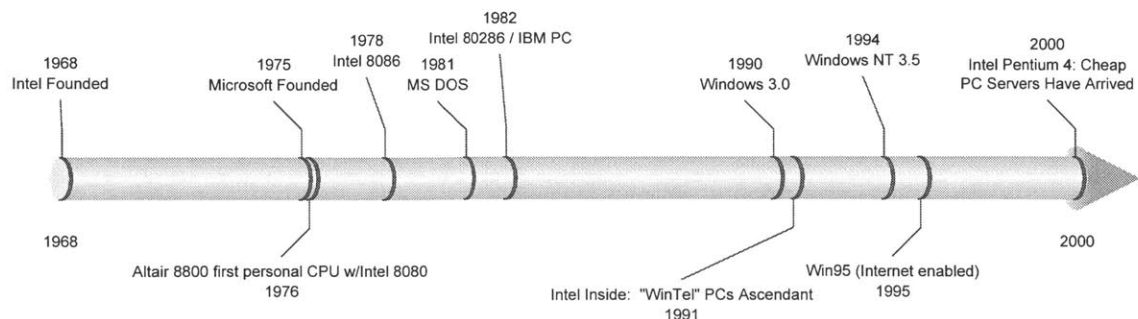 1968
Intel Founded
1975
Microsoft Founded
1978
Intel 8086
1981
MS DOS
1982
Intel 80286 / IBM PC
1990
Windows 3.0
1994
Windows NT 3.5
2000
Intel Pentium 4: Cheap
PC Servers Have Arrived
1968
2000
Altair 8800 first personal CPU w/Intel 8080
1976
Intel Inside: "WinTel" PCs Ascendant
1991
Win95 (Internet enabled)
1995